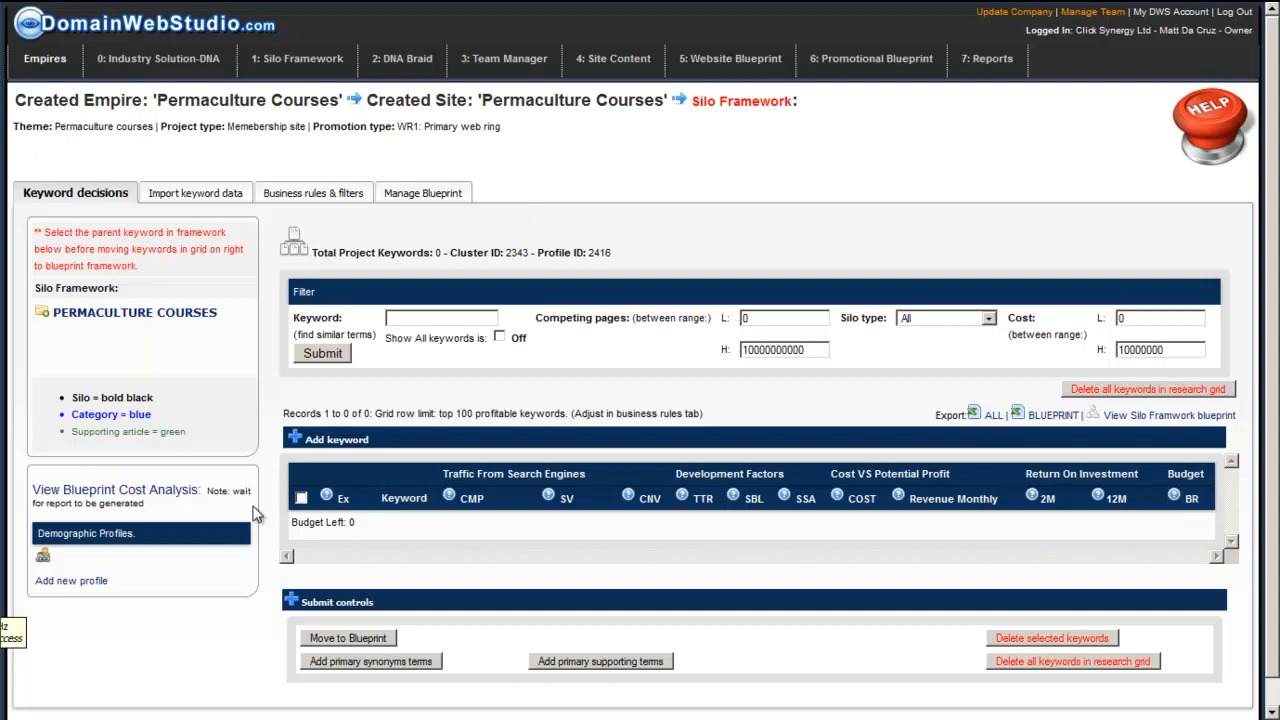 DomainWebStudio.com
Update Company | Manage Team | My DWS Account | Log Out
Logged In: Click Synergy Ltd - Matt Da Cruz - Owner
Empires 0: Industry Solution-DNA 1: Silo Framework 2: DNA Braid 3: Team Manager 4: Site Content 5: Website Blueprint 6: Promotional Blueprint 7: Reports
Created Empire: 'Permaculture Courses' Created Site: 'Permaculture Courses' Silo Framework:
HELP
Theme: Permaculture courses | Project type: Memebership site | Promotion type: WR1: Primary web ring
Keyword decisions Import keyword data Business rules & filters Manage Blueprint
** Select the parent keyword in framework
below before moving keywords in grid on right
to blueprint framework.
Silo Framework:
PERMACULTURE COURSES
Silo = bold black
Category = blue
Supporting article = green
View Blueprint Cost Analysis: Note: wait
for report to be generated
Demographic Profiles.
Add new profile
Hz
ccess
Total Project Keywords: 0 - Cluster ID: 2343 - Profile ID: 2416
Filter
Keyword: Competing pages: (between range:) L: 0 Silo type: All Cost: L: 0
(find similar terms) Show All keywords is: Off (between range:)
Submit H: 10000000000 H: 10000000
Delete all keywords in research grid
Records 1 to 0 of 0: Grid row limit: top 100 profitable keywords. (Adjust in business rules tab) Export: ALL | BLUEPRINT | View Silo Framwork blueprint
Add keyword
Traffic From Search Engines Development Factors Cost VS Potential Profit Return On Investment Budget
Ex Keyword CMP SV CNV TTR SBL SSA COST Revenue Monthly 2M 12M BR
Budget Left: 0
Submit controls
Move to Blueprint Delete selected keywords
Add primary synonyms terms Add primary supporting terms Delete all keywords in research grid